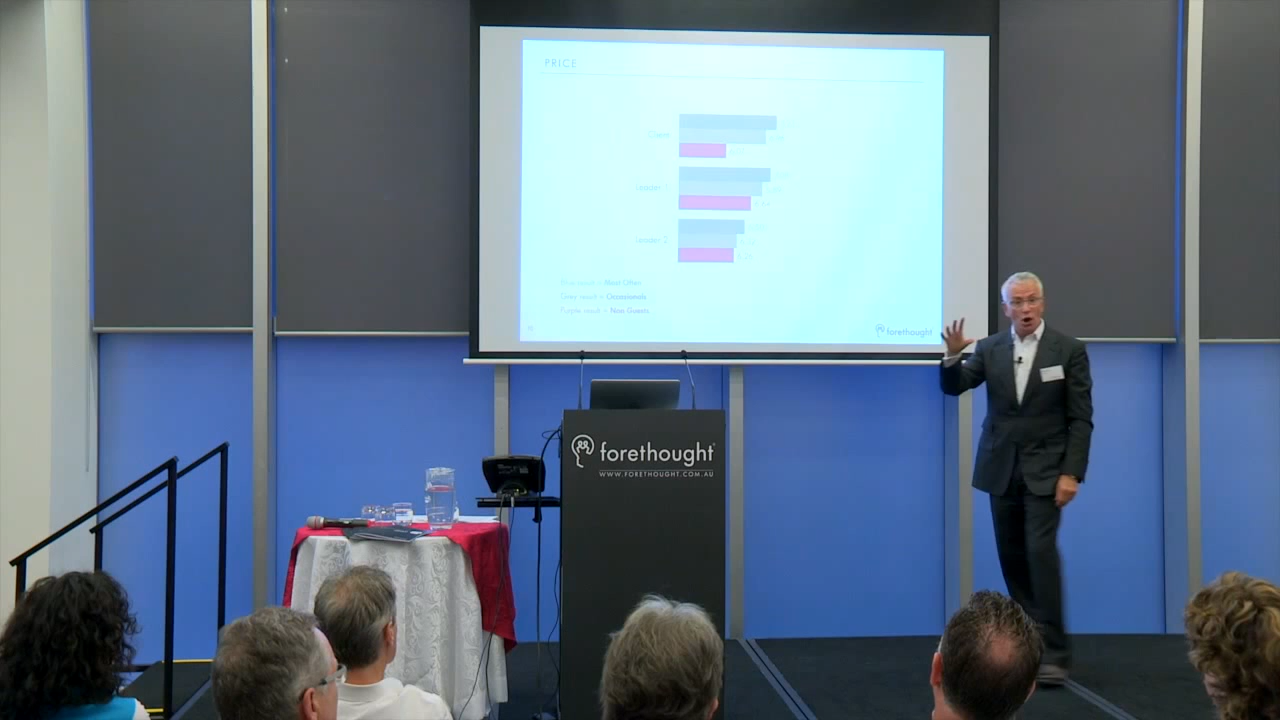 PRICE
Client
Leader 1
Leader 2
Blue result = Most Often
Grey result = Occasionals
Purple result = Non Guests
forethought
forethought
WWW.FORETHOUGHT.COM.AU